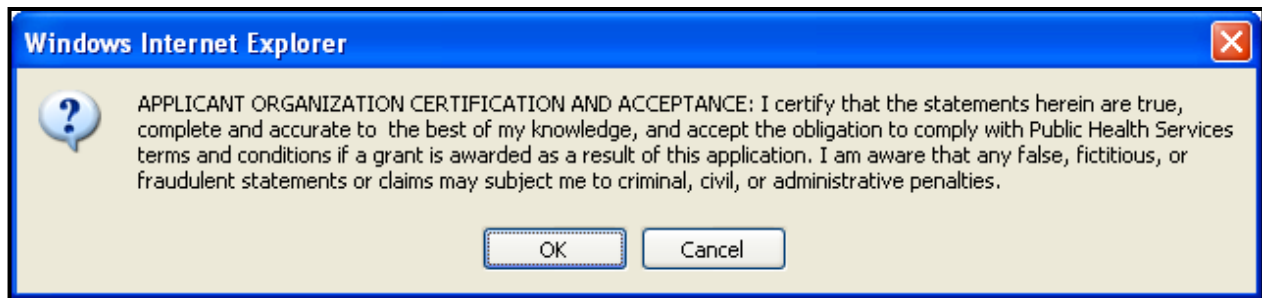 Windows Internet Explorer
APPLICANT ORGANIZATION CERTIFICATION AND ACCEPTANCE: I certify that the statements herein are true,
complete and accurate to  the best of my knowledge, and accept the obligation to comply with Public Health Services
terms and conditions if a grant is awarded as a result of this application. I am aware that any false, fictitious, or
fraudulent statements or claims may subject me to criminal, civil, or administrative penalties.
OK Cancel